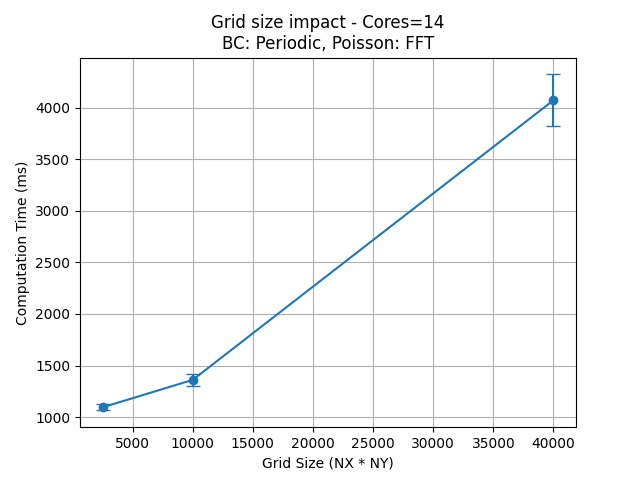 Grid size impact - Cores=14
BC: Periodic, Poisson: FFT
Computation Time (ms)
4000
3500
3000
2500
2000
1500
1000
5000 10000 15000 20000 25000 30000 35000 40000
Grid Size (NX * NY)